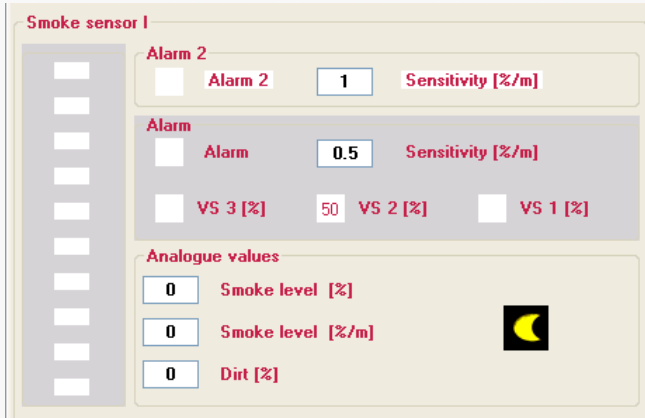 Smoke sensor I
Alarm 2
Alarm 2 1 Sensitivity [%/m]
Alarm
Alarm 0.5 Sensitivity [%/m]
VS 3 [%] 50 VS 2 [%] VS 1 [%]
Analogue values
0 Smoke level [%]
0 Smoke level [%/m]
0 Dirt [%]